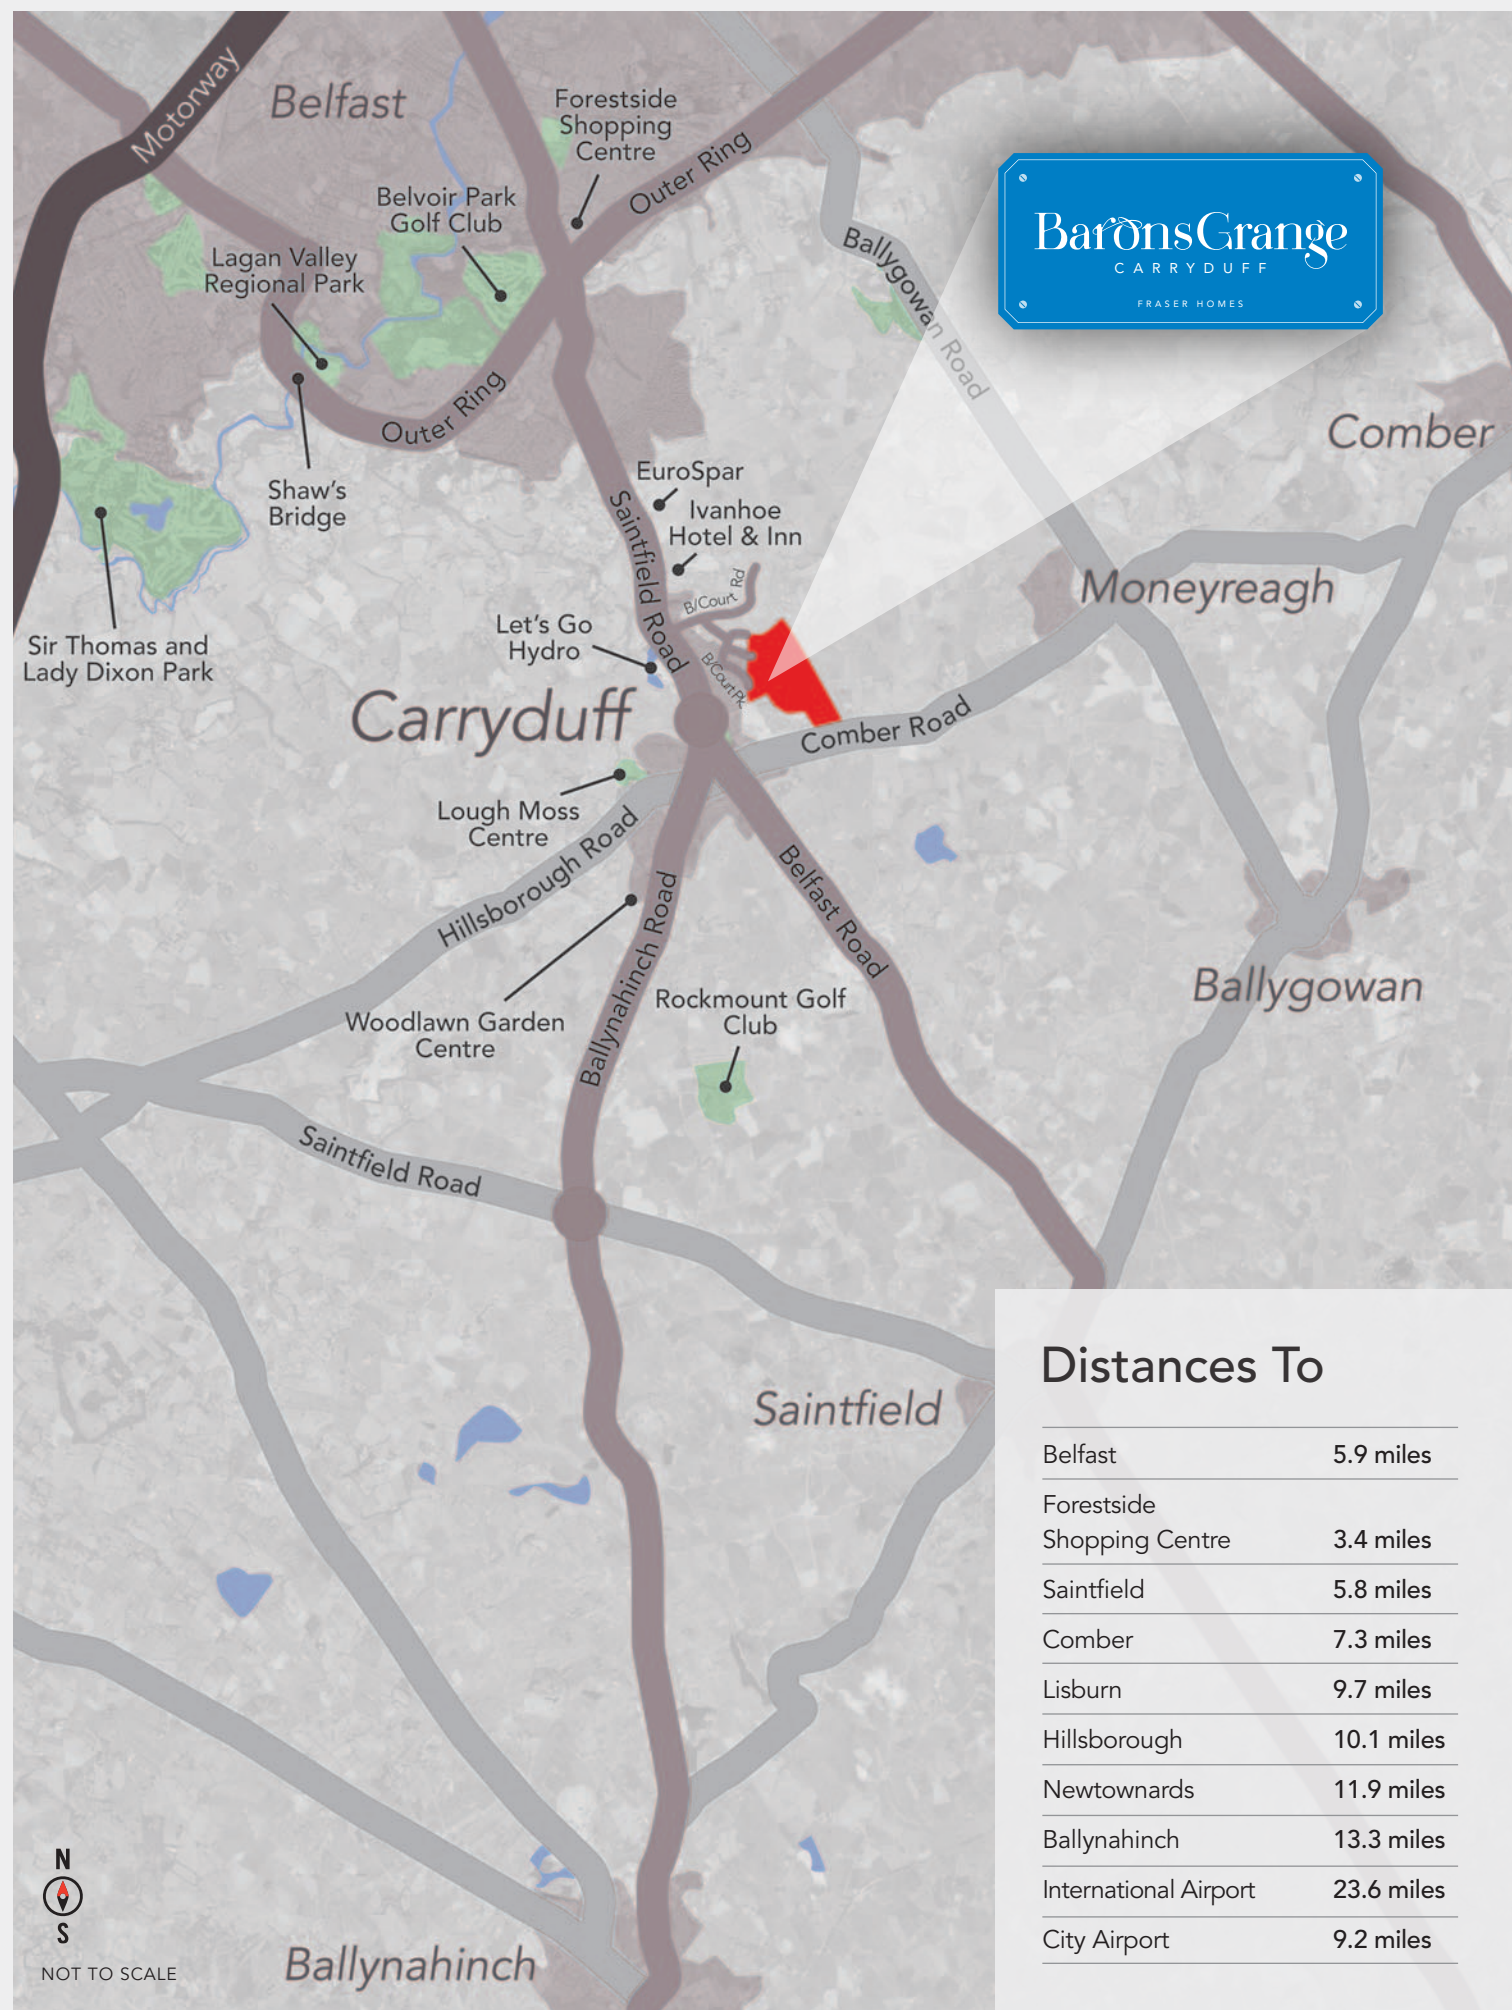 Motorway
Belfast
Forestside
Shopping
Centre
Outer Ring
Belvoir Park
Golf Club
Lagan Valley
Regional Park
Ballygowan Road
BaronsGrange
CARRYDUFF
FRASER HOMES
Outer Ring
Comber
Shaw's
Bridge
EuroSpar
Ivanhoe
Hotel & Inn
Saintfield Road
B/Court Rd
Moneyreagh
Let's Go
Hydro
Sir Thomas and
Lady Dixon Park
B/Court Pk
Carryduff
Comber Road
Lough Moss
Centre
Hillsborough Road
Belfast Road
Ballynahinch Road
Woodlawn Garden
Centre
Rockmount Golf
Club
Ballygowan
Saintfield Road
Saintfield
Distances To
Belfast 5.9 miles
Forestside
Shopping Centre 3.4 miles
Saintfield 5.8 miles
Comber 7.3 miles
Lisburn 9.7 miles
Hillsborough 10.1 miles
Newtownards 11.9 miles
Ballynahinch 13.3 miles
International Airport 23.6 miles
City Airport 9.2 miles
N
S
NOT TO SCALE
Ballynahinch